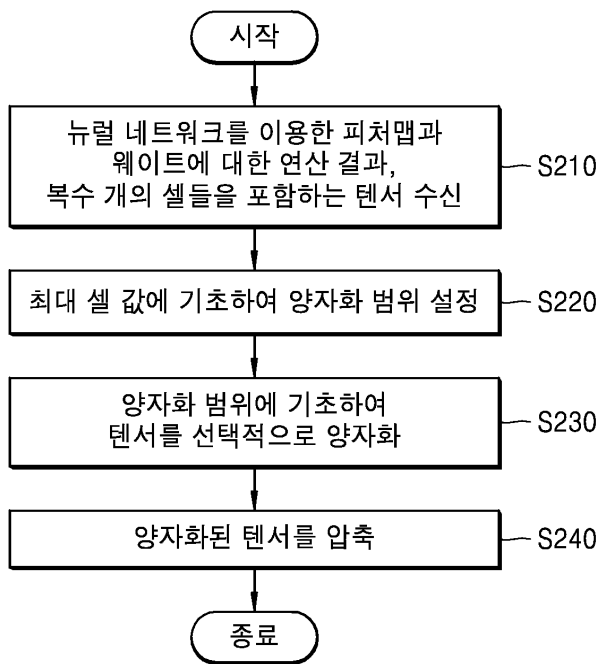 시작
뉴럴 네트워크를 이용한 피처맵과
웨이트에 대한 연산 결과,
복수 개의 셀들을 포함하는 텐서 수신
S210
최대 셀 값에 기초하여 양자화 범위 설정
S220
양자화 범위에 기초하여
텐서를 선택적으로 양자화
S230
양자화된 텐서를 압축
S240
종료